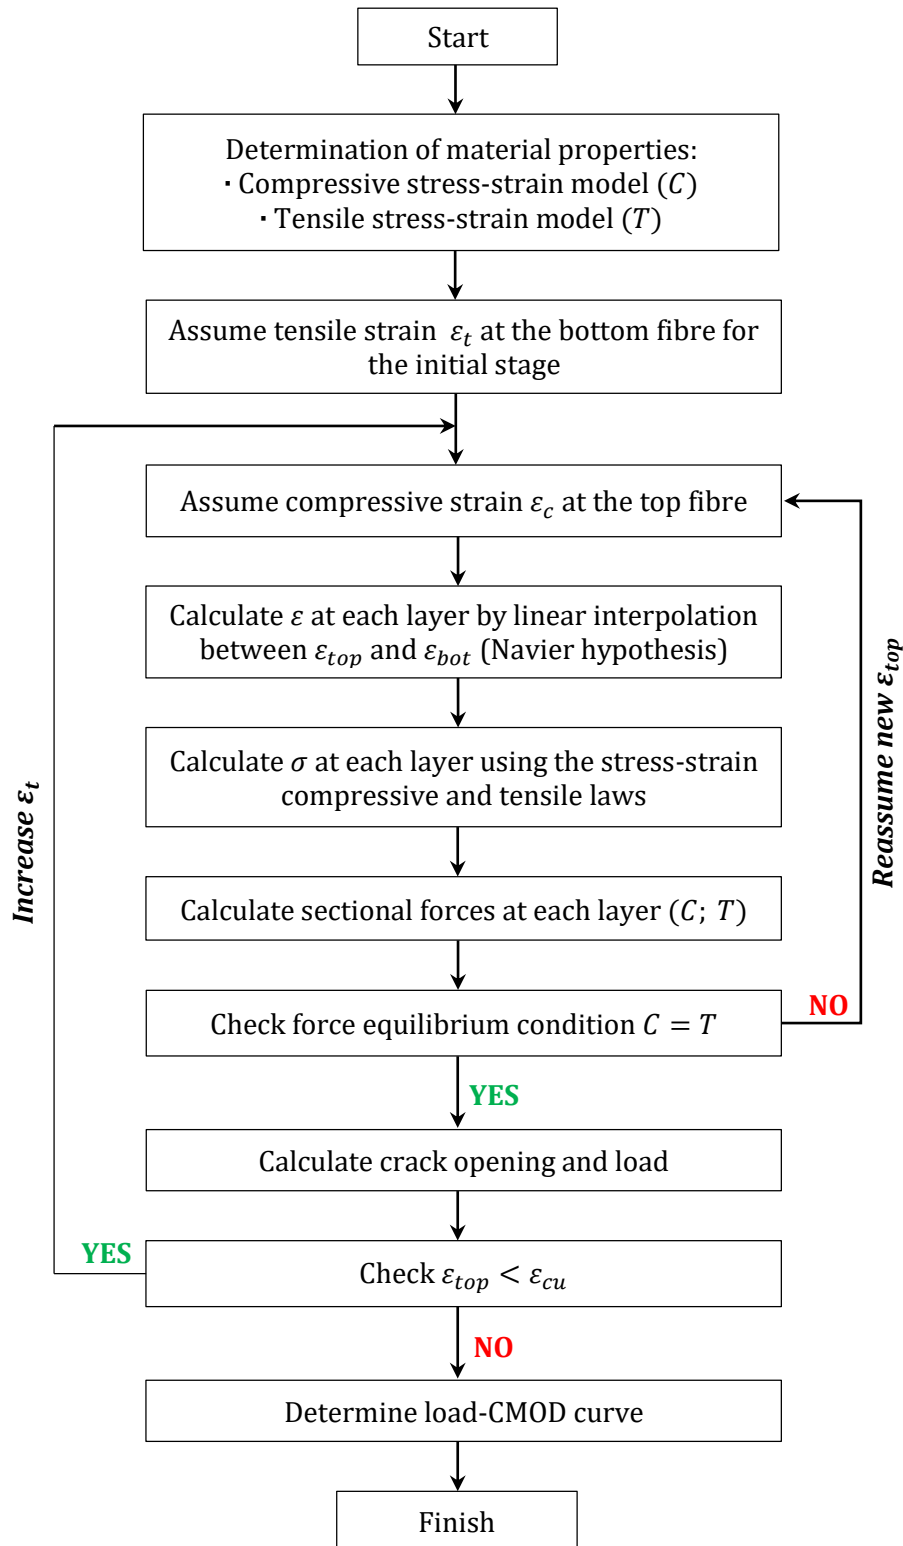 Start
Determination of material properties:
· Compressive stress-strain model (C)
· Tensile stress-strain model (T)
Assume tensile strain ε_t at the bottom fibre for
the initial stage
Assume compressive strain ε_c at the top fibre
Calculate ε at each layer by linear interpolation
between ε_top and ε_bot (Navier hypothesis)
Calculate σ at each layer using the stress-strain
compressive and tensile laws
Calculate sectional forces at each layer (C; T)
Check force equilibrium condition C = T
NO
Reassume new ε_top
YES
Calculate crack opening and load
Check ε_top < ε_cu
YES
Increase ε_t
NO
Determine load-CMOD curve
Finish